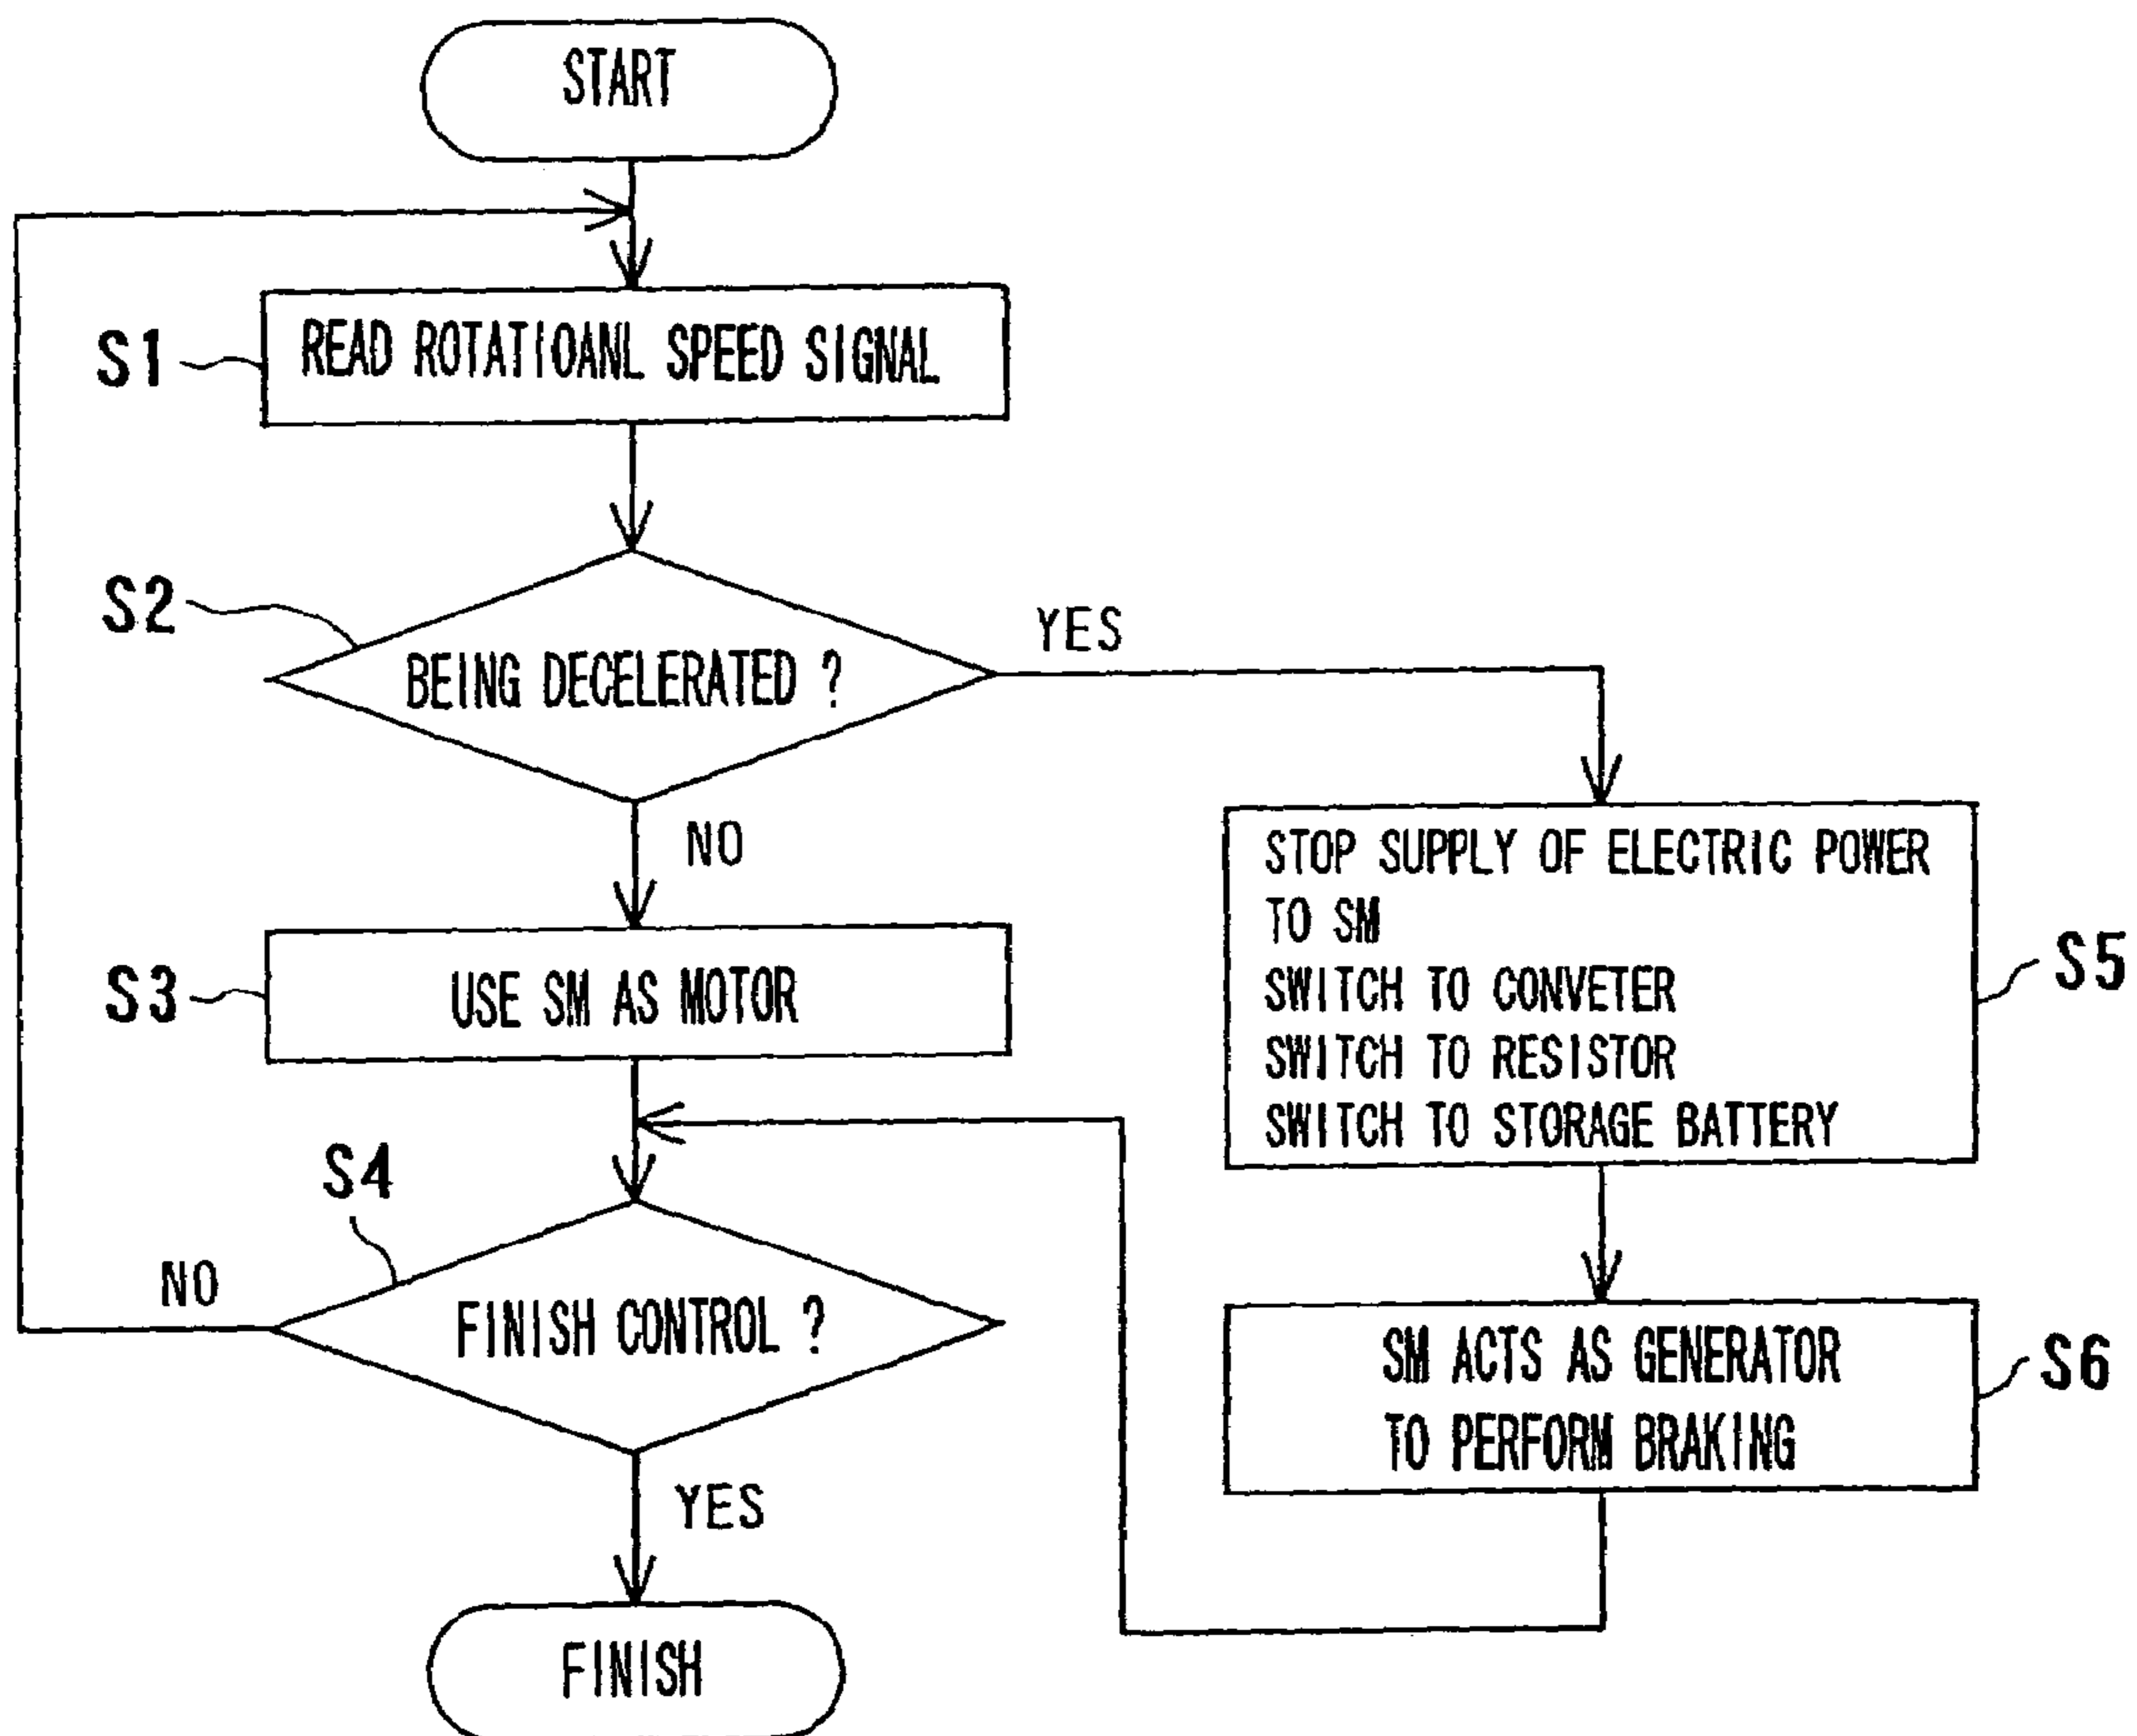 START
S1
READ ROTATIOANL SPEED SIGNAL
S2
BEING DECELERATED ?
YES
NO
S3
USE SM AS MOTOR
S4
NO
FINISH CONTROL ?
YES
FINISH
STOP SUPPLY OF ELECTRIC POWER
TO SM
SWITCH TO CONVETER
SWITCH TO RESISTOR
SWITCH TO STORAGE BATTERY
S5
SM ACTS AS GENERATOR
TO PERFORM BRAKING
S6